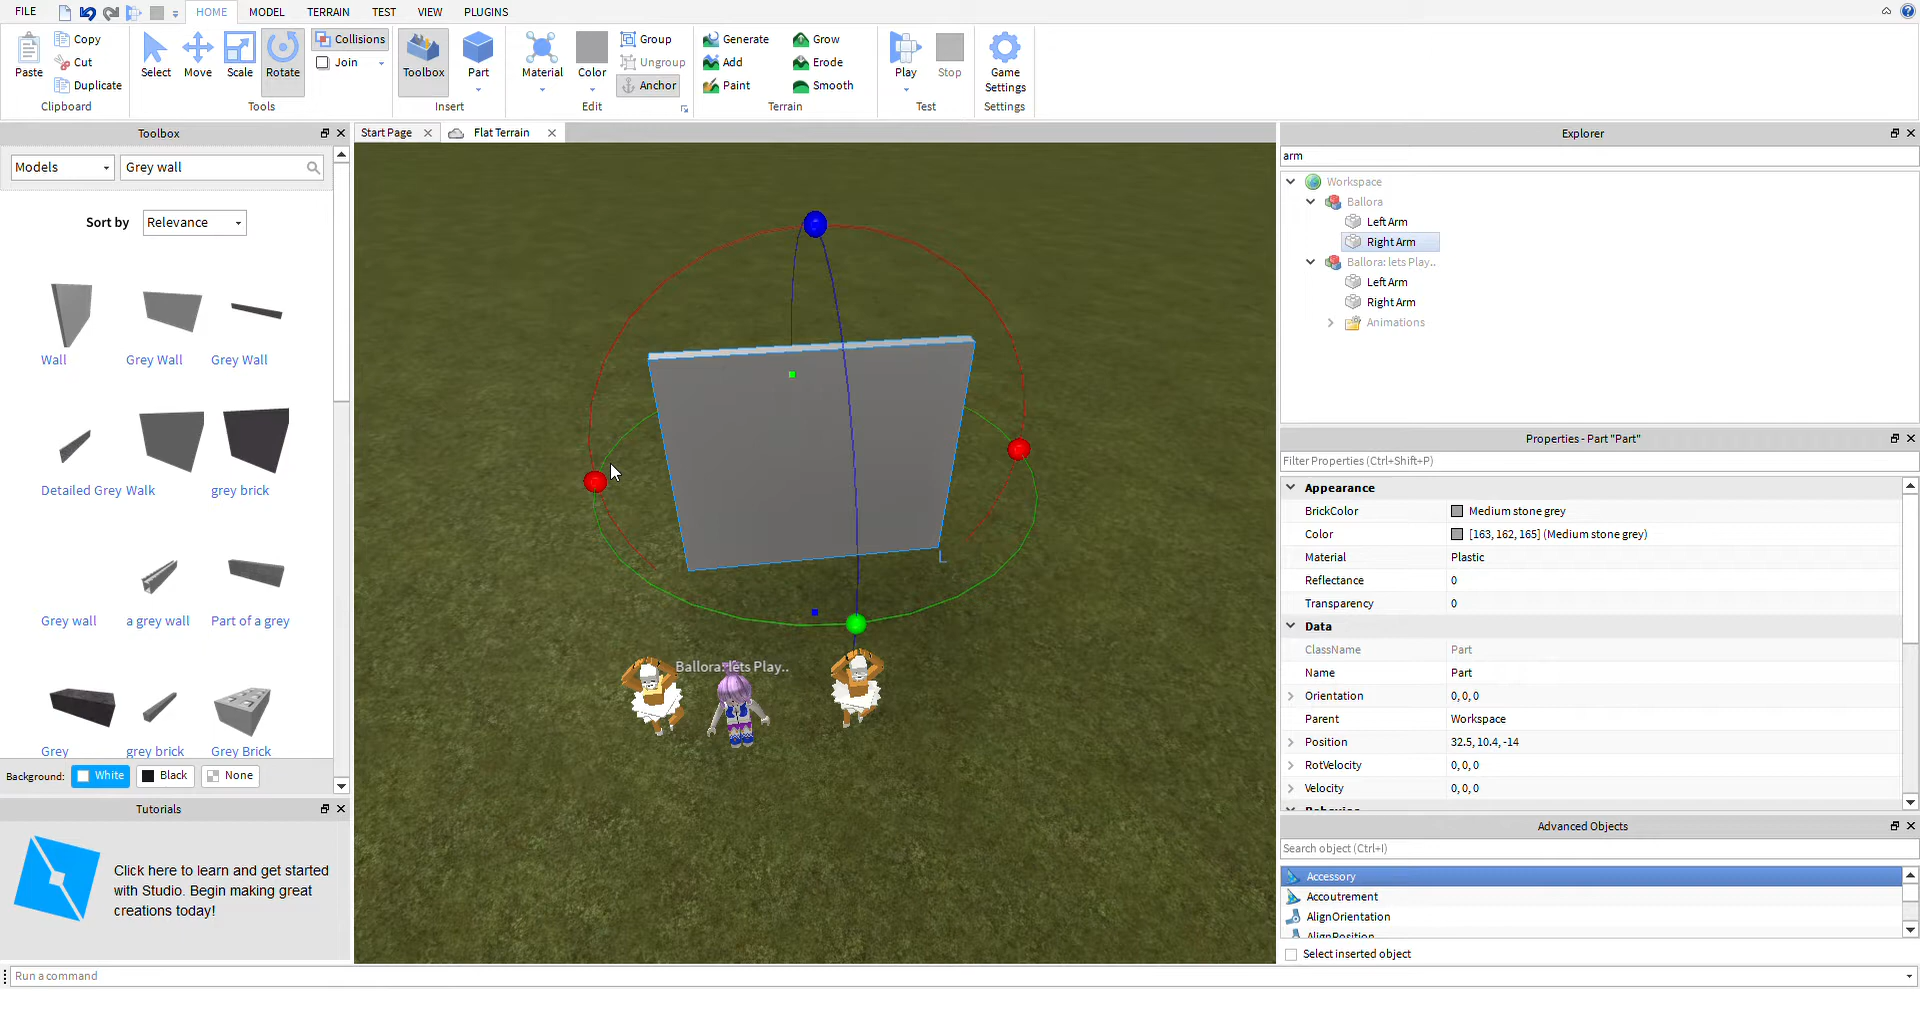 FILE
HOME
MODEL
TERRAIN
TEST
VIEW
PLUGINS
Paste
Copy
Cut
Duplicate
Clipboard
Select
Move
Scale
Rotate
Collisions
Join
Tools
Toolbox
Part
Insert
Material
Color
Group
Ungroup
Anchor
Edit
Generate
Add
Paint
Grow
Erode
Smooth
Terrain
Play
Stop
Test
Game
Settings
Settings
Toolbox
Models
Grey wall
Sort by
Relevance
Wall
Grey Wall
Grey Wall
Detailed Grey Walk
grey brick
Grey wall
a grey wall
Part of a grey
Grey
grey brick
Grey Brick
Background:
White
Black
None
Tutorials
Click here to learn and get started
with Studio. Begin making great
creations today!
Start Page
Flat Terrain
Ballora: lets Play..
Explorer
arm
Workspace
Ballora
Left Arm
Right Arm
Ballora: lets Play..
Left Arm
Right Arm
Animations
Properties - Part "Part"
Filter Properties (Ctrl+Shift+P)
Appearance
BrickColor
Medium stone grey
Color
[163, 162, 165] (Medium stone grey)
Material
Plastic
Reflectance
0
Transparency
0
Data
ClassName
Part
Name
Part
Orientation
0, 0, 0
Parent
Workspace
Position
32.5, 10.4, -14
RotVelocity
0, 0, 0
Velocity
0, 0, 0
Behavior
Advanced Objects
Search object (Ctrl+I)
Accessory
Accoutrement
AlignOrientation
AlignPosition
Select inserted object
Run a command